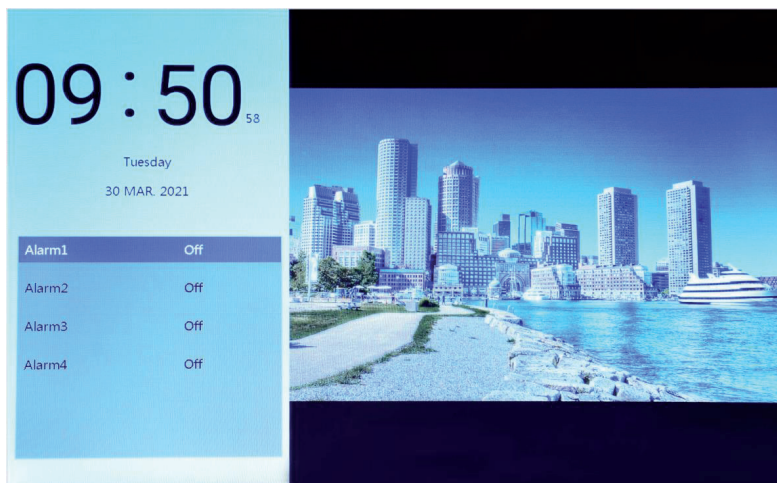 09:50 58
Tuesday
30 MAR. 2021
Alarm1 Off
Alarm2 Off
Alarm3 Off
Alarm4 Off